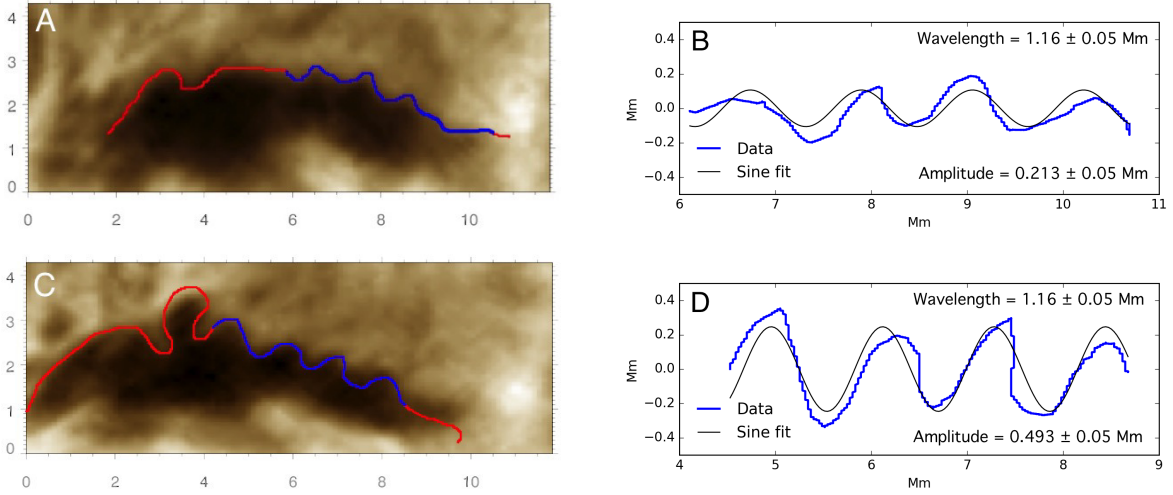 A
4
3
2
1
0
0 2 4 6 8 10
B
Wavelength = 1.16 ± 0.05 Mm
0.4
0.2
0.0
−0.2
−0.4
Mm
Data
Sine fit
Amplitude = 0.213 ± 0.05 Mm
6 7 8 9 10 11
Mm
C
4
3
2
1
0
0 2 4 6 8 10
D
Wavelength = 1.16 ± 0.05 Mm
0.4
0.2
0.0
−0.2
−0.4
Mm
Data
Sine fit
Amplitude = 0.493 ± 0.05 Mm
4 5 6 7 8 9
Mm